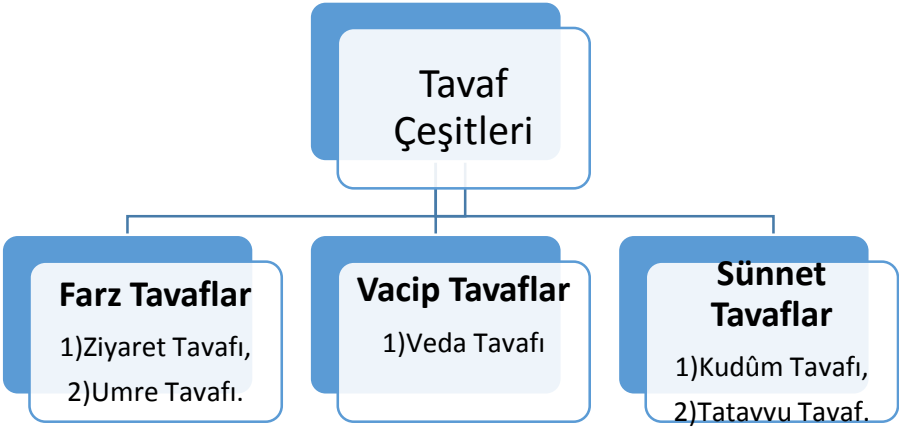 Tavaf
Çeşitleri
Farz Tavaflar
1)Ziyaret Tavafı,
2)Umre Tavafı.
Vacip Tavaflar
1)Veda Tavafı
Sünnet
Tavaflar
1)Kudûm Tavafı,
2)Tatavvu Tavaf.